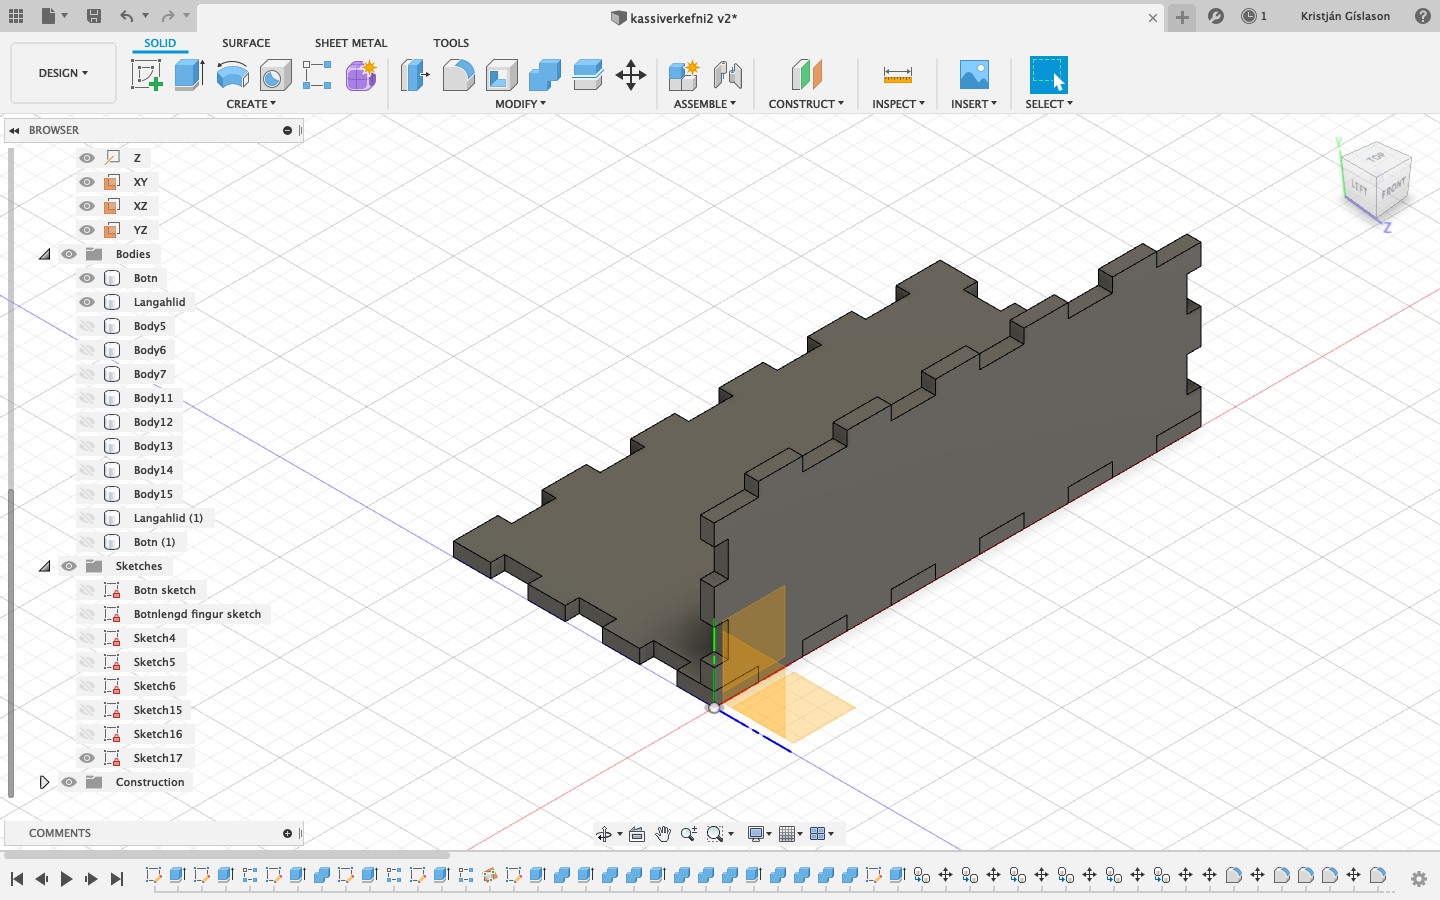 kassiverkefni2 v2*
1
Kristján Gíslason
SOLID
SURFACE
SHEET METAL
TOOLS
DESIGN
CREATE
MODIFY
ASSEMBLE
CONSTRUCT
INSPECT
INSERT
SELECT
BROWSER
Z
XY
XZ
YZ
Bodies
Botn
Langahlid
Body5
Body6
Body7
Body11
Body12
Body13
Body14
Body15
Langahlid (1)
Botn (1)
Sketches
Botn sketch
Botnlengd fingur sketch
Sketch4
Sketch5
Sketch6
Sketch15
Sketch16
Sketch17
Construction
COMMENTS
Y
TOP
LEFT
FRONT
Z